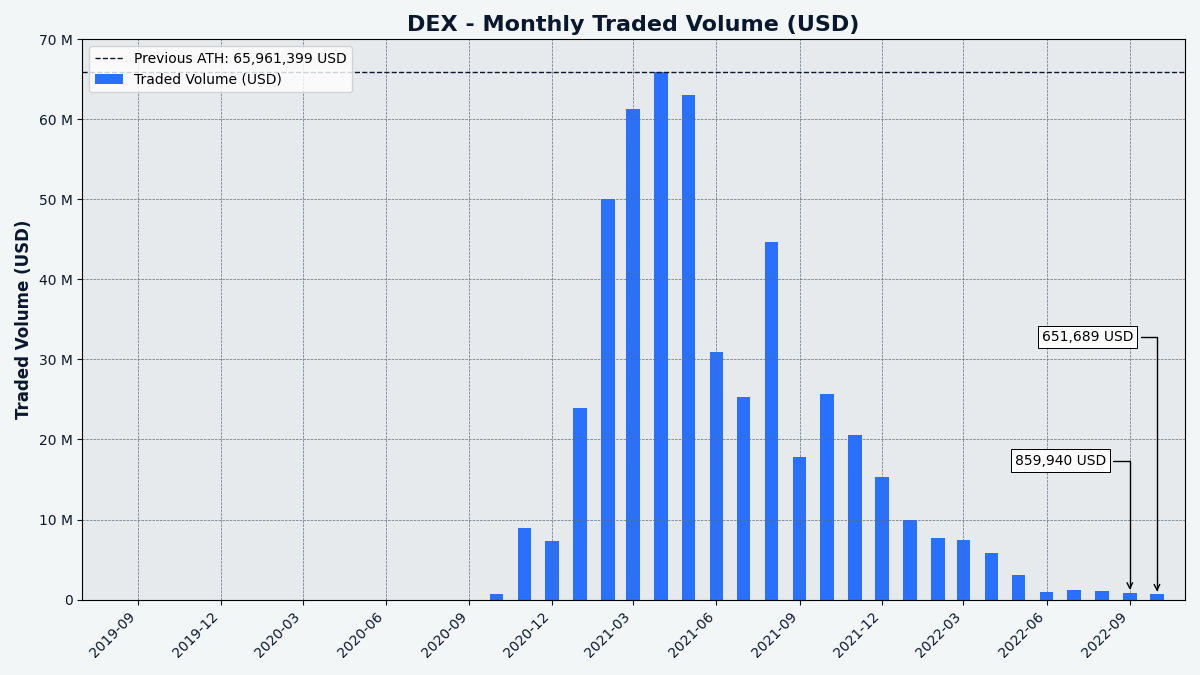 DEX - Monthly Traded Volume (USD)
Previous ATH: 65,961,399 USD
Traded Volume (USD)
Traded Volume (USD)
70 M
60 M
50 M
40 M
30 M
20 M
10 M
0
651,689 USD
859,940 USD
2019-09
2019-12
2020-03
2020-06
2020-09
2020-12
2021-03
2021-06
2021-09
2021-12
2022-03
2022-06
2022-09